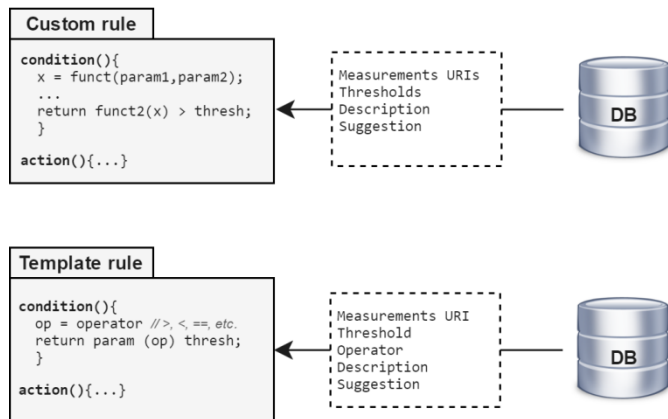 Custom rule
condition(){
x = funct(param1,param2);
...
return funct2(x) > thresh;
}
action(){...}
Measurements URIs
Thresholds
Description
Suggestion
DB
Template rule
condition(){
op = operator //>, <, ==, etc.
return param (op) thresh;
}
action(){...}
Measurements URI
Threshold
Operator
Description
Suggestion
DB